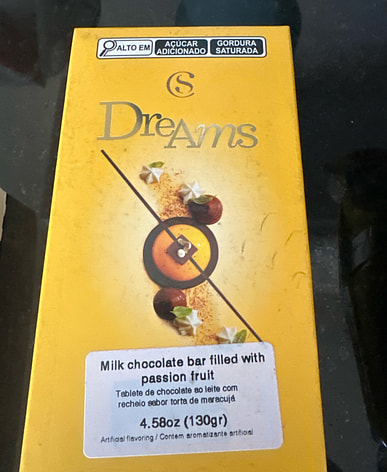 ALTO EM AÇÚCAR ADICIONADO GORDURA SATURADA
CS
DreAms
Milk chocolate bar filled with
passion fruit
Tablete de chocolate ao leite com
recheio sabor torta de maracujá
4.58oz (130gr)
Artificial flavoring / Contem aromatizante artificial